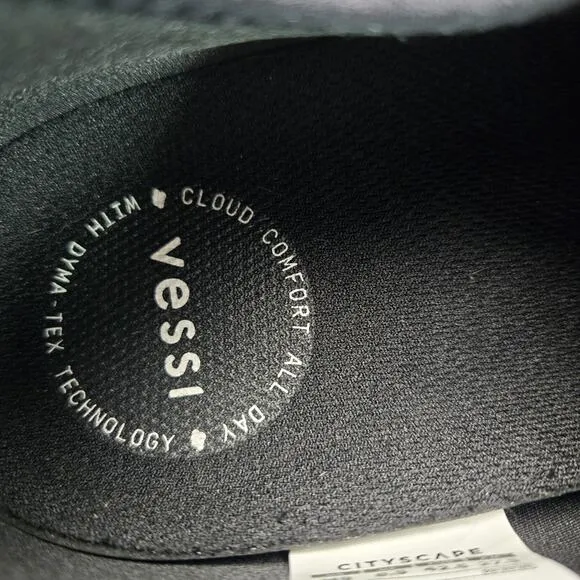 vessi
CLOUD COMFORT ALL DAY
WITH DYMA-TEX TECHNOLOGY
CITYSCAPE